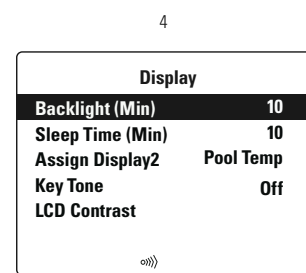 4
Display
Backlight (Min) 10
Sleep Time (Min) 10
Assign Display2 Pool Temp
Key Tone Off
LCD Contrast